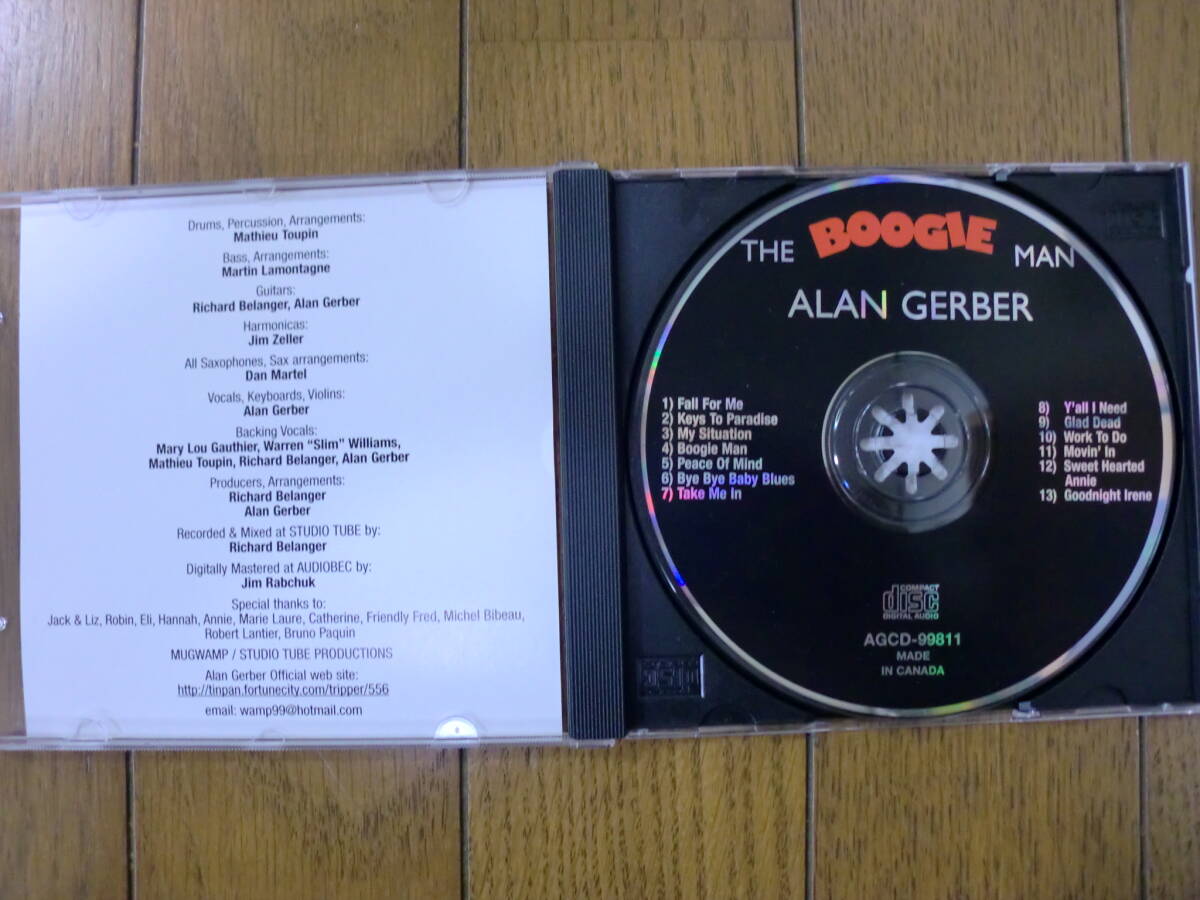 Drums, Percussion, Arrangements:
Mathieu Toupin
Bass, Arrangements:
Martin Lamontagne
Guitars:
Richard Belanger, Alan Gerber
Harmonicas:
Jim Zeller
All Saxophones, Sax arrangements:
Dan Martel
Vocals, Keyboards, Violins:
Alan Gerber
Backing Vocals:
Mary Lou Gauthier, Warren “Slim” Williams,
Mathieu Toupin, Richard Belanger, Alan Gerber
Producers, Arrangements:
Richard Belanger
Alan Gerber
Recorded & Mixed at STUDIO TUBE by:
Richard Belanger
Digitally Mastered at AUDIOBEC by:
Jim Rabchuk
Special thanks to:
Jack & Liz, Robin, Eli, Hannah, Annie, Marie Laure, Catherine, Friendly Fred, Michel Bibeau,
Robert Lantier, Bruno Paquin
MUGWAMP / STUDIO TUBE PRODUCTIONS
Alan Gerber Official web site:
http://tinpan.fortunecity.com/tripper/556
email: wamp99@hotmail.com
THE BOOGIE MAN
ALAN GERBER
1) Fall For Me
2) Keys To Paradise
3) My Situation
4) Boogie Man
5) Peace Of Mind
6) Bye Bye Baby Blues
7) Take Me In
8) Y'all I Need
9) Glad Dead
10) Work To Do
11) Movin' In
12) Sweet Hearted
Annie
13) Goodnight Irene
COMPACT
disc
DIGITAL AUDIO
AGCD-99811
MADE
IN CANADA